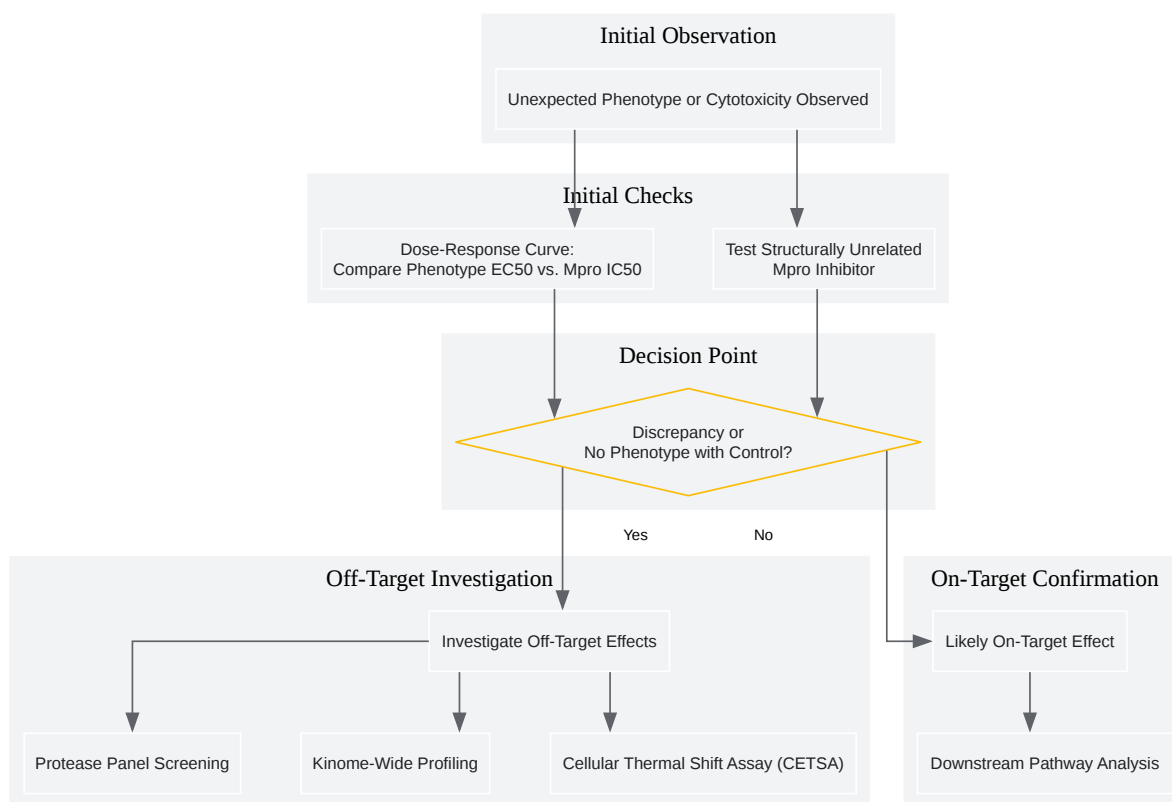 Initial Observation
Unexpected Phenotype or Cytotoxicity Observed
Initial Checks
Dose-Response Curve:
Compare Phenotype EC50 vs. Mpro IC50
Test Structurally Unrelated
Mpro Inhibitor
Decision Point
Discrepancy or
No Phenotype with Control?
Yes
No
Off-Target Investigation
On-Target Confirmation
Investigate Off-Target Effects
Likely On-Target Effect
Protease Panel Screening
Kinome-Wide Profiling
Cellular Thermal Shift Assay (CETSA)
Downstream Pathway Analysis